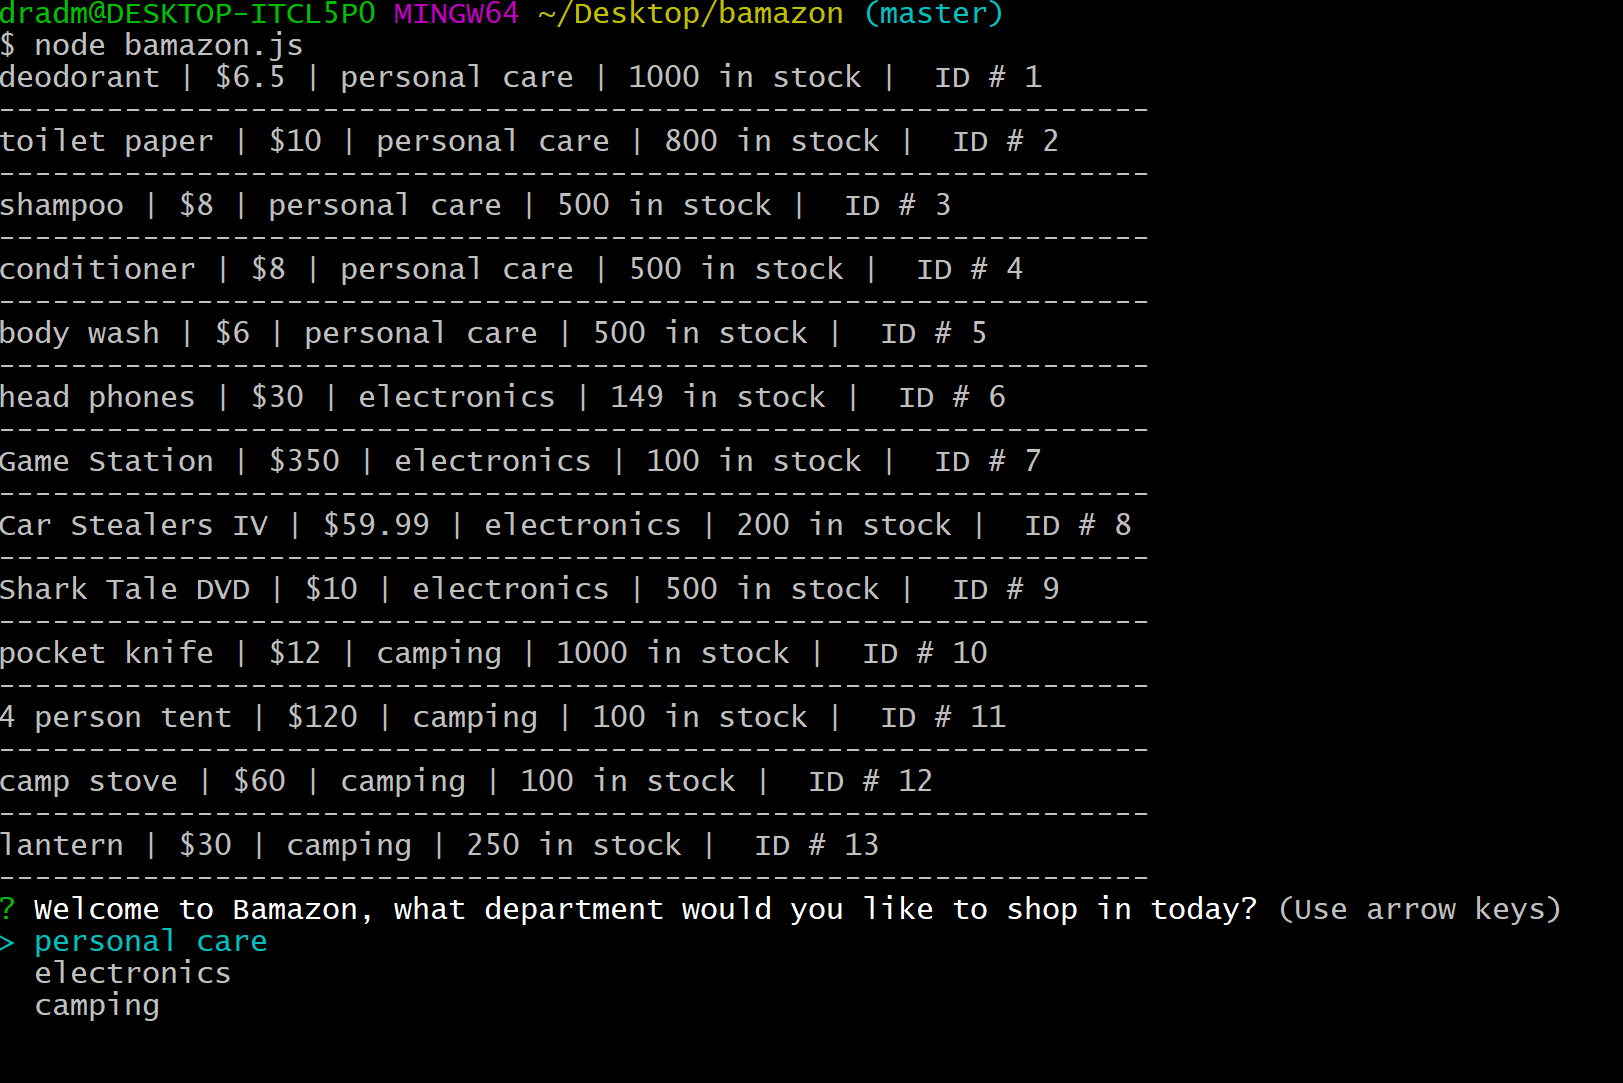 dradm@DESKTOP-ITCL5PO MINGW64 ~/Desktop/bamazon (master)
$ node bamazon.js
deodorant | $6.5 | personal care | 1000 in stock |  ID # 1
----------------------------------------------------------------
toilet paper | $10 | personal care | 800 in stock |  ID # 2
----------------------------------------------------------------
shampoo | $8 | personal care | 500 in stock |  ID # 3
----------------------------------------------------------------
conditioner | $8 | personal care | 500 in stock |  ID # 4
----------------------------------------------------------------
body wash | $6 | personal care | 500 in stock |  ID # 5
----------------------------------------------------------------
head phones | $30 | electronics | 149 in stock |  ID # 6
----------------------------------------------------------------
Game Station | $350 | electronics | 100 in stock |  ID # 7
----------------------------------------------------------------
Car Stealers IV | $59.99 | electronics | 200 in stock |  ID # 8
----------------------------------------------------------------
Shark Tale DVD | $10 | electronics | 500 in stock |  ID # 9
----------------------------------------------------------------
pocket knife | $12 | camping | 1000 in stock |  ID # 10
----------------------------------------------------------------
4 person tent | $120 | camping | 100 in stock |  ID # 11
----------------------------------------------------------------
camp stove | $60 | camping | 100 in stock |  ID # 12
----------------------------------------------------------------
lantern | $30 | camping | 250 in stock |  ID # 13
----------------------------------------------------------------
? Welcome to Bamazon, what department would you like to shop in today? (Use arrow keys)
> personal care
  electronics
  camping